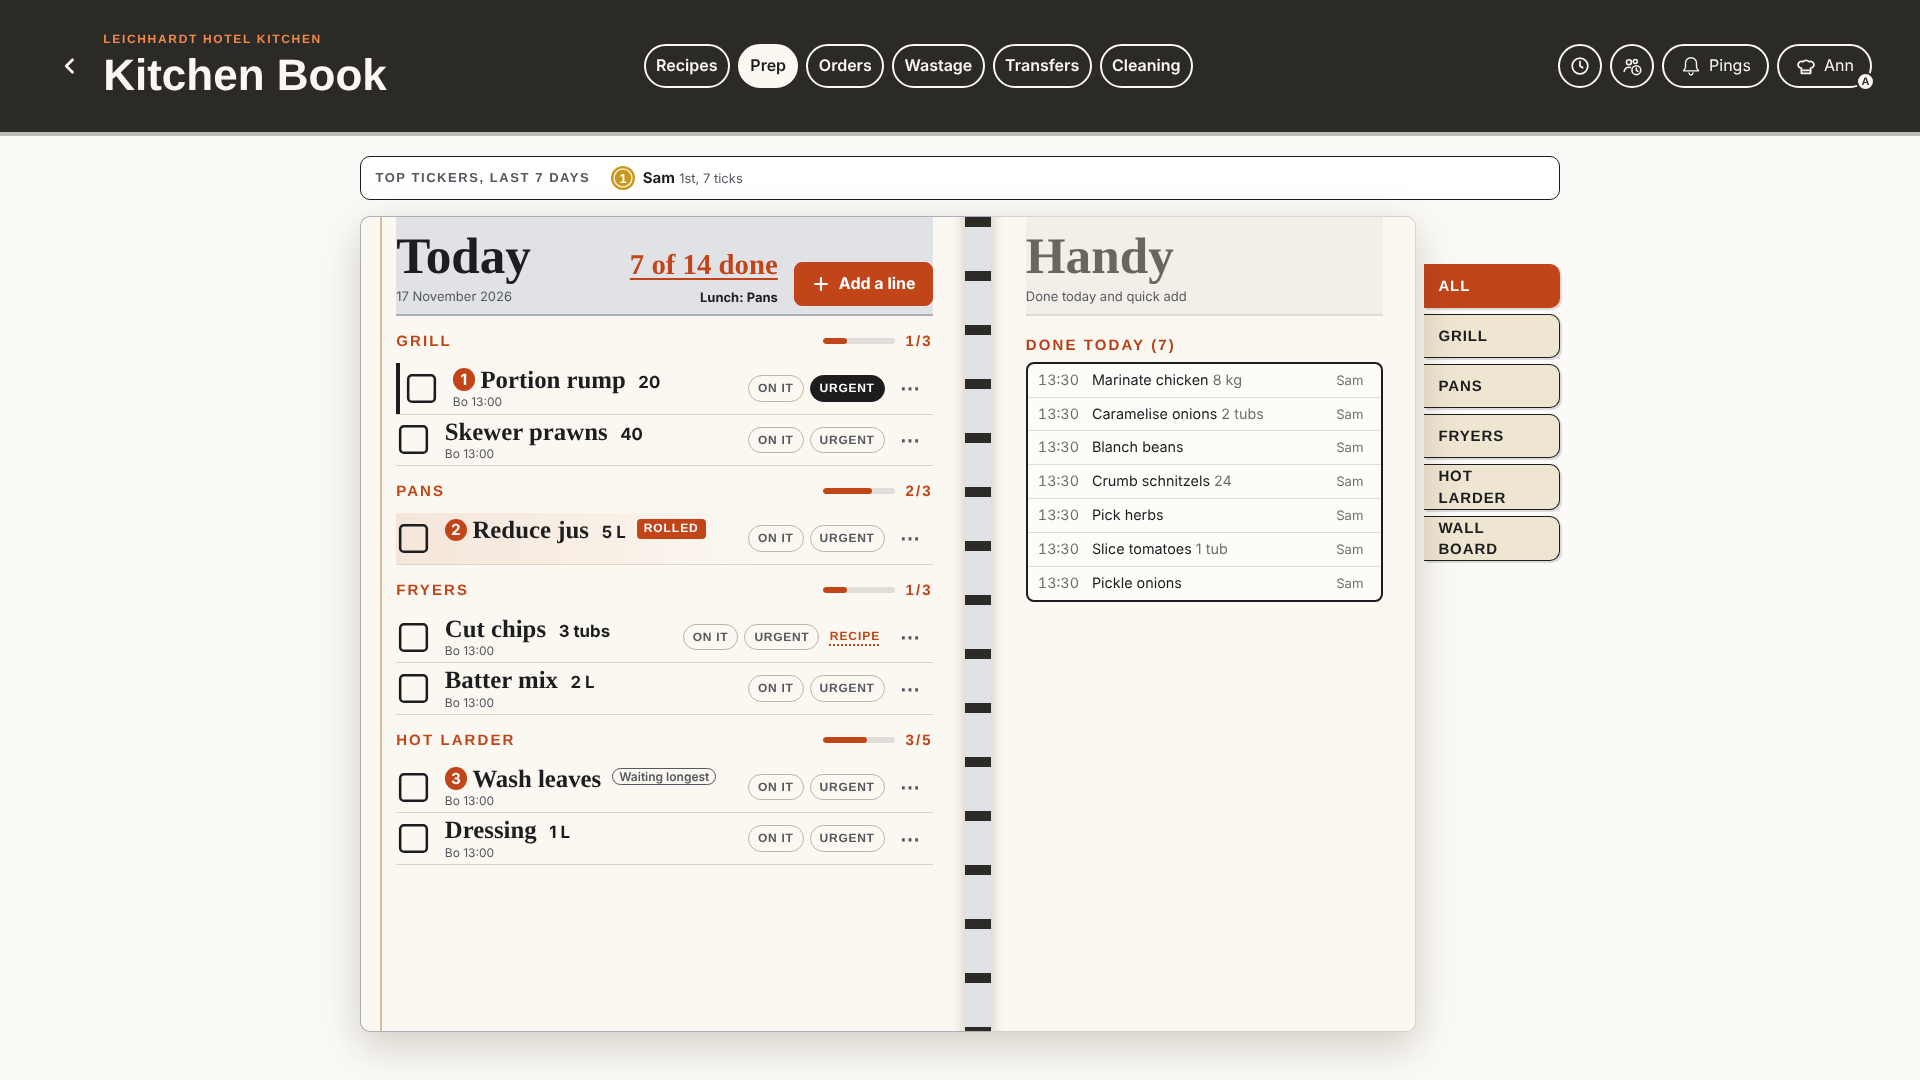 LEICHHARDT HOTEL KITCHEN
Kitchen Book
Recipes Prep Orders Wastage Transfers Cleaning
Pings Ann A
TOP TICKERS, LAST 7 DAYS 1 Sam 1st, 7 ticks
Today
17 November 2026
7 of 14 done
Lunch: Pans
+ Add a line
GRILL 1/3
1 Portion rump 20 ON IT URGENT ...
Bo 13:00
Skewer prawns 40 ON IT URGENT ...
Bo 13:00
PANS 2/3
2 Reduce jus 5 L ROLLED ON IT URGENT ...
FRYERS 1/3
Cut chips 3 tubs ON IT URGENT RECIPE ...
Bo 13:00
Batter mix 2 L ON IT URGENT ...
Bo 13:00
HOT LARDER 3/5
3 Wash leaves Waiting longest ON IT URGENT ...
Bo 13:00
Dressing 1 L ON IT URGENT ...
Bo 13:00
Handy
Done today and quick add
DONE TODAY (7)
13:30 Marinate chicken 8 kg Sam
13:30 Caramelise onions 2 tubs Sam
13:30 Blanch beans Sam
13:30 Crumb schnitzels 24 Sam
13:30 Pick herbs Sam
13:30 Slice tomatoes 1 tub Sam
13:30 Pickle onions Sam
ALL
GRILL
PANS
FRYERS
HOT
LARDER
WALL
BOARD